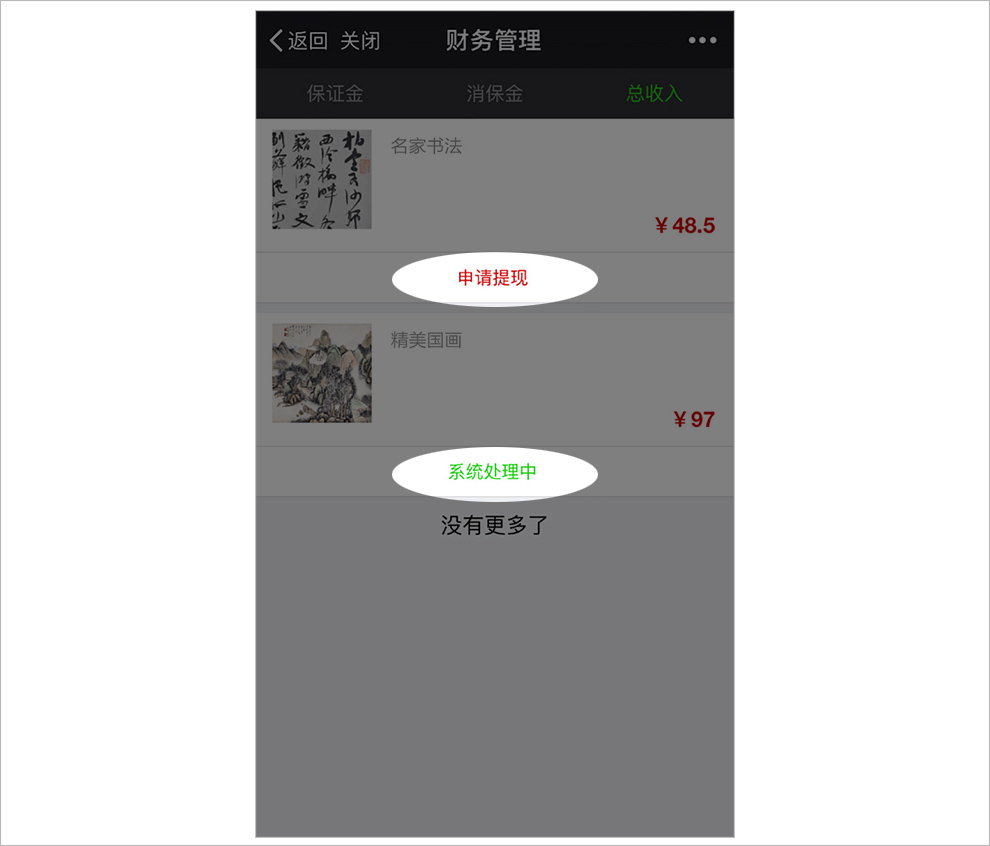 返回 关闭 财务管理
保证金 消保金 总收入
名家书法
¥ 48.5
申请提现
精美国画
¥ 97
系统处理中
没有更多了